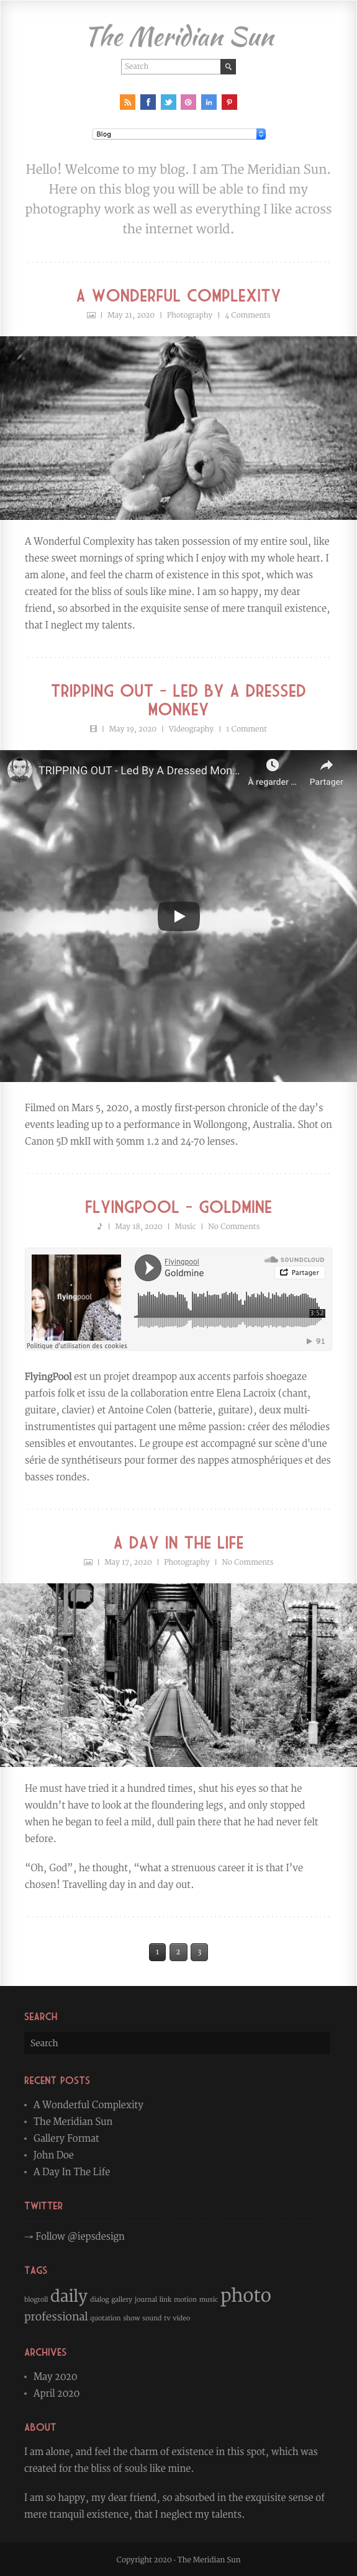 The Meridian Sun
Search
Blog
Hello! Welcome to my blog. I am The Meridian Sun.
Here on this blog you will be able to find my
photography work as well as everything I like across
the internet world.
A WONDERFUL COMPLEXITY
May 21, 2020 | Photography | 4 Comments
A Wonderful Complexity has taken possession of my entire soul, like
these sweet mornings of spring which I enjoy with my whole heart. I
am alone, and feel the charm of existence in this spot, which was
created for the bliss of souls like mine. I am so happy, my dear
friend, so absorbed in the exquisite sense of mere tranquil existence,
that I neglect my talents.
TRIPPING OUT – LED BY A DRESSED
MONKEY
May 19, 2020 | Videography | 1 Comment
TRIPPING OUT - Led By A Dressed Mon...
À regarder ...
Partager
Filmed on Mars 5, 2020, a mostly first-person chronicle of the day's
events leading up to a performance in Wollongong, Australia. Shot on
Canon 5D mkII with 50mm 1.2 and 24-70 lenses.
FLYINGPOOL – GOLDMINE
May 18, 2020 | Music | No Comments
flyingpool
Flyingpool
Goldmine
SOUNDCLOUD
Partager
3:52
91
Politique d'utilisation des cookies
FlyingPool est un projet dreampop aux accents parfois shoegaze
parfois folk et issu de la collaboration entre Elena Lacroix (chant,
guitare, clavier) et Antoine Colen (batterie, guitare), deux multi-
instrumentistes qui partagent une même passion: créer des mélodies
sensibles et envoutantes. Le groupe est accompagné sur scène d'une
série de synthétiseurs pour former des nappes atmosphériques et des
basses rondes.
A DAY IN THE LIFE
May 17, 2020 | Photography | No Comments
He must have tried it a hundred times, shut his eyes so that he
wouldn't have to look at the floundering legs, and only stopped
when he began to feel a mild, dull pain there that he had never felt
before.
“Oh, God”, he thought, “what a strenuous career it is that I've
chosen! Travelling day in and day out.
1 2 3
SEARCH
Search
RECENT POSTS
A Wonderful Complexity
The Meridian Sun
Gallery Format
John Doe
A Day In The Life
TWITTER
→ Follow @iepsdesign
TAGS
blogroll daily dialog gallery journal link motion music photo
professional quotation show sound tv video
ARCHIVES
May 2020
April 2020
ABOUT
I am alone, and feel the charm of existence in this spot, which was
created for the bliss of souls like mine.
I am so happy, my dear friend, so absorbed in the exquisite sense of
mere tranquil existence, that I neglect my talents.
Copyright 2020 - The Meridian Sun